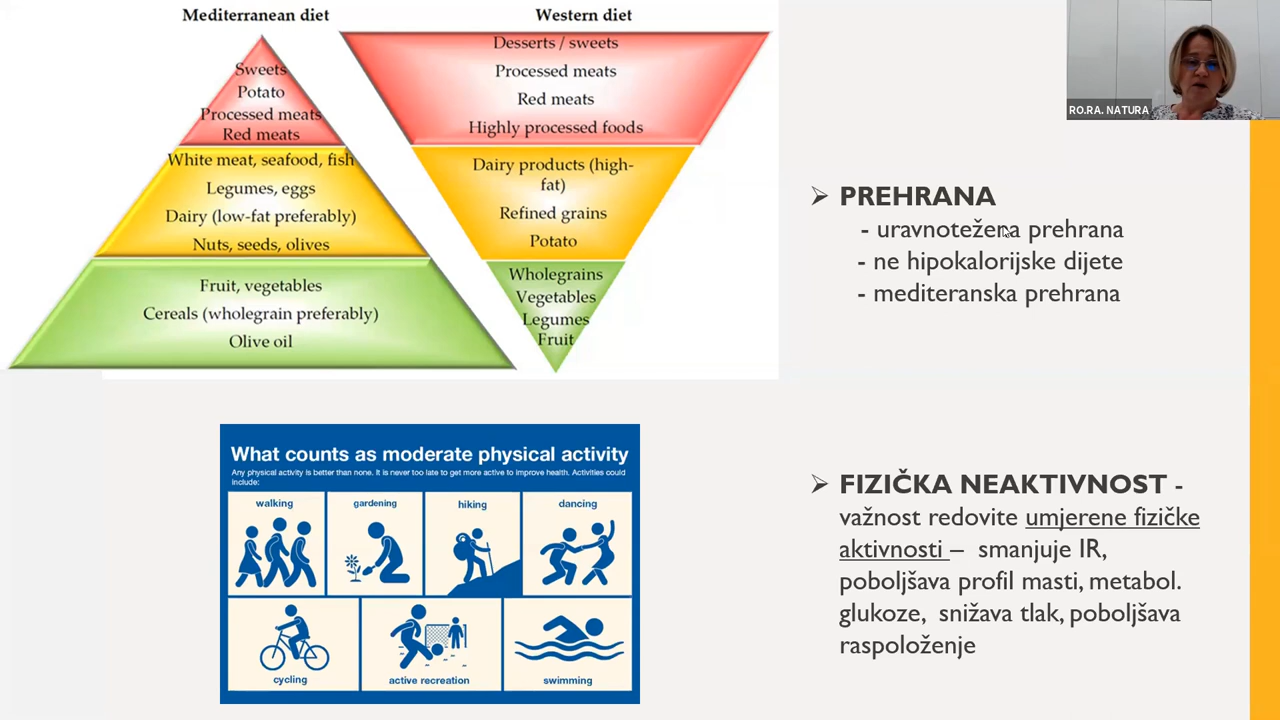 Mediterranean diet
Sweets
Potato
Processed meats
Red meats
White meat, seafood, fish
Legumes, eggs
Dairy (low-fat preferably)
Nuts, seeds, olives
Fruit, vegetables
Cereals (wholegrain preferably)
Olive oil
Western diet
Desserts / sweets
Processed meats
Red meats
Highly processed foods
Dairy products (high-
fat)
Refined grains
Potato
Wholegrains
Vegetables
Legumes
Fruit
RO.RA. NATURA
➢ PREHRANA
- uravnotežena prehrana
- ne hipokalorijske dijete
- mediteranska prehrana
What counts as moderate physical activity
Any physical activity is better than none. It is never too late to get more active to improve health. Activities could
include:
walking
gardening
hiking
dancing
cycling
active recreation
swimming
➢ FIZIČKA NEAKTIVNOST -
važnost redovite umjerene fizičke
aktivnosti – smanjuje IR,
poboljšava profil masti, metabol.
glukoze, snižava tlak, poboljšava
raspoloženje